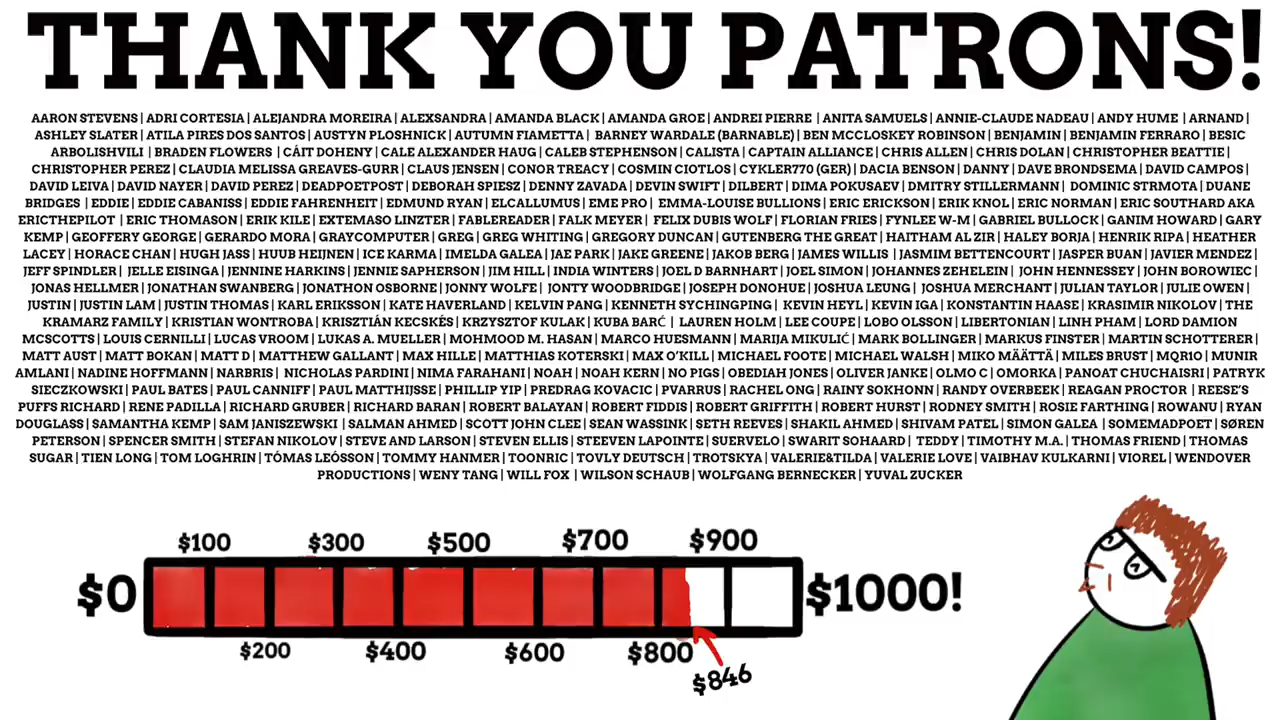 THANK YOU PATRONS!
AARON STEVENS | ADRI CORTESIA | ALEJANDRA MOREIRA | ALEXSANDRA | AMANDA BLACK | AMANDA GROE | ANDREI PIERRE | ANITA SAMUELS | ANNIE-CLAUDE NADEAU | ANDY HUME | ARNAND |
ASHLEY SLATER | ATILA PIRES DOS SANTOS | AUSTYN PLOSHNICK | AUTUMN FIAMETTA | BARNEY WARDALE (BARNABLE) | BEN MCCLOSKEY ROBINSON | BENJAMIN | BENJAMIN FERRARO | BESIC
ARBOLISHVILI | BRADEN FLOWERS | CÁIT DOHENY | CALE ALEXANDER HAUG | CALEB STEPHENSON | CALISTA | CAPTAIN ALLIANCE | CHRIS ALLEN | CHRIS DOLAN | CHRISTOPHER BEATTIE |
CHRISTOPHER PEREZ | CLAUDIA MELISSA GREAVES-GURR | CLAUS JENSEN | CONOR TREACY | COSMIN CIOTLOS | CYKLER770 (GER) | DACIA BENSON | DANNY | DAVE BRONDSEMA | DAVID CAMPOS |
DAVID LEIVA | DAVID NAYER | DAVID PEREZ | DEADPOETPOST | DEBORAH SPIESZ | DENNY ZAVADA | DEVIN SWIFT | DILBERT | DIMA POKUSAEV | DMITRY STILLERMANN | DOMINIC STRMOTA | DUANE
BRIDGES | EDDIE | EDDIE CABANISS | EDDIE FAHRENHEIT | EDMUND RYAN | ELCALLUMUS | EME PRO | EMMA-LOUISE BULLIONS | ERIC ERICKSON | ERIK KNOL | ERIC NORMAN | ERIC SOUTHARD AKA
ERICTHEPILOT | ERIC THOMASON | ERIK KILE | EXTEMASO LINZTER | FABLEREADER | FALK MEYER | FELIX DUBIS WOLF | FLORIAN FRIES | FYNLEE W-M | GABRIEL BULLOCK | GANIM HOWARD | GARY
KEMP | GEOFFERY GEORGE | GERARDO MORA | GRAYCOMPUTER | GREG | GREG WHITING | GREGORY DUNCAN | GUTENBERG THE GREAT | HAITHAM AL ZIR | HALEY BORJA | HENRIK RIPA | HEATHER
LACEY | HORACE CHAN | HUGH JASS | HUUB HEIJNEN | ICE KARMA | IMELDA GALEA | JAE PARK | JAKE GREENE | JAKOB BERG | JAMES WILLIS | JASMIM BETTENCOURT | JASPER BUAN | JAVIER MENDEZ |
JEFF SPINDLER | JELLE EISINGA | JENNINE HARKINS | JENNIE SAPHERSON | JIM HILL | INDIA WINTERS | JOEL D BARNHART | JOEL SIMON | JOHANNES ZEHELEIN | JOHN HENNESSEY | JOHN BOROWIEC |
JONAS HELLMER | JONATHAN SWANBERG | JONATHON OSBORNE | JONNY WOLFE | JONTY WOODBRIDGE | JOSEPH DONOHUE | JOSHUA LEUNG | JOSHUA MERCHANT | JULIAN TAYLOR | JULIE OWEN |
JUSTIN | JUSTIN LAM | JUSTIN THOMAS | KARL ERIKSSON | KATE HAVERLAND | KELVIN PANG | KENNETH SYCHINGPING | KEVIN HEYL | KEVIN IGA | KONSTANTIN HAASE | KRASIMIR NIKOLOV | THE
KRAMARZ FAMILY | KRISTIAN WONTROBA | KRISZTIÁN KECSKÉS | KRZYSZTOF KULAK | KUBA BARĆ | LAUREN HOLM | LEE COUPE | LOBO OLSSON | LIBERTONIAN | LINH PHAM | LORD DAMION
MCSCOTTS | LOUIS CERNILLI | LUCAS VROOM | LUKAS A. MUELLER | MOHMOOD M. HASAN | MARCO HUESMANN | MARIJA MIKULIĆ | MARK BOLLINGER | MARKUS FINSTER | MARTIN SCHOTTERER |
MATT AUST | MATT BOKAN | MATT D | MATTHEW GALLANT | MAX HILLE | MATTHIAS KOTERSKI | MAX O'KILL | MICHAEL FOOTE | MICHAEL WALSH | MIKO MÄÄTTÄ | MILES BRUST | MQR10 | MUNIR
AMLANI | NADINE HOFFMANN | NARBRIS | NICHOLAS PARDINI | NIMA FARAHANI | NOAH | NOAH KERN | NO PIGS | OBEDIAH JONES | OLIVER JANKE | OLMO C | OMORKA | PANOAT CHUCHAISRI | PATRYK
SIECZKOWSKI | PAUL BATES | PAUL CANNIFF | PAUL MATTHIJSSE | PHILLIP YIP | PREDRAG KOVACIC | PVARRUS | RACHEL ONG | RAINY SOKHONN | RANDY OVERBEEK | REAGAN PROCTOR | REESE'S
PUFFS RICHARD | RENE PADILLA | RICHARD GRUBER | RICHARD BARAN | ROBERT BALAYAN | ROBERT FIDDIS | ROBERT GRIFFITH | ROBERT HURST | RODNEY SMITH | ROSIE FARTHING | ROWANU | RYAN
DOUGLASS | SAMANTHA KEMP | SAM JANISZEWSKI | SALMAN AHMED | SCOTT JOHN CLEE | SEAN WASSINK | SETH REEVES | SHAKIL AHMED | SHIVAM PATEL | SIMON GALEA | SOMEMADPOET | SØREN
PETERSON | SPENCER SMITH | STEFAN NIKOLOV | STEVE AND LARSON | STEVEN ELLIS | STEEVEN LAPOINTE | SUERVELO | SWARIT SOHAARD | TEDDY | TIMOTHY M.A. | THOMAS FRIEND | THOMAS
SUGAR | TIEN LONG | TOM LOGHRIN | TÓMAS LEÓSSON | TOMMY HANMER | TOONRIC | TOVLY DEUTSCH | TROTSKYA | VALERIE&TILDA | VALERIE LOVE | VAIBHAV KULKARNI | VIOREL | WENDOVER
PRODUCTIONS | WENY TANG | WILL FOX | WILSON SCHAUB | WOLFGANG BERNECKER | YUVAL ZUCKER
$100 $300 $500 $700 $900
$0 $1000!
$200 $400 $600 $800
$846